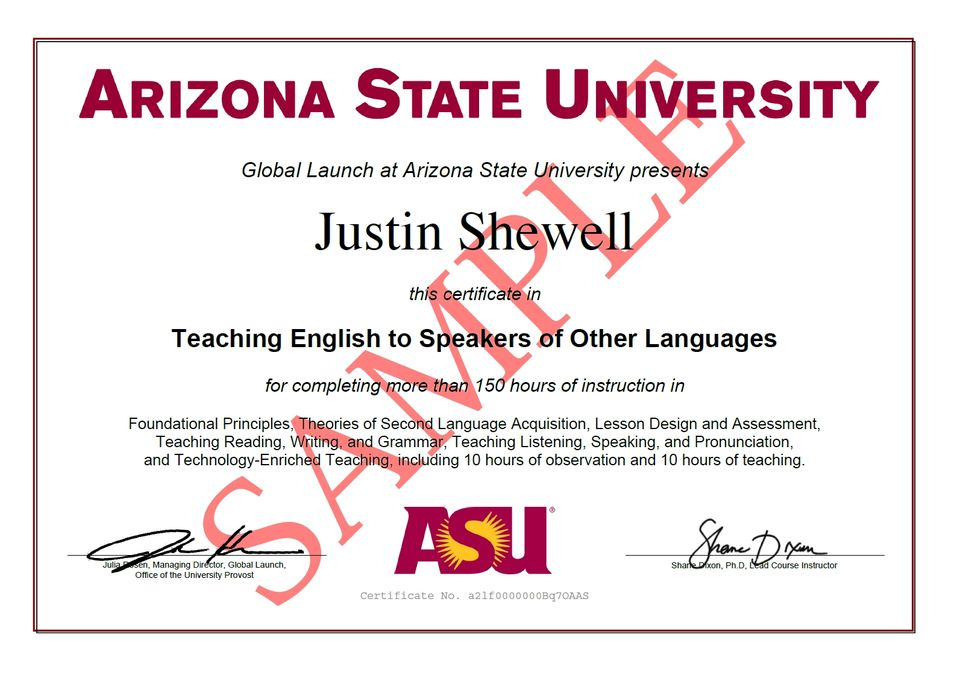 ARIZONA STATE UNIVERSITY
Global Launch at Arizona State University presents
Justin Shewell
this certificate in
Teaching English to Speakers of Other Languages
for completing more than 150 hours of instruction in
Foundational Principles, Theories of Second Language Acquisition, Lesson Design and Assessment,
Teaching Reading, Writing, and Grammar, Teaching Listening, Speaking, and Pronunciation,
and Technology-Enriched Teaching, including 10 hours of observation and 10 hours of teaching.
SAMPLE
ASU®
Shane Dixon
Julia Rosen, Managing Director, Global Launch,
Office of the University Provost
Shane Dixon, Ph.D, Lead Course Instructor
Certificate No. a2lf0000000Bq7OAAS